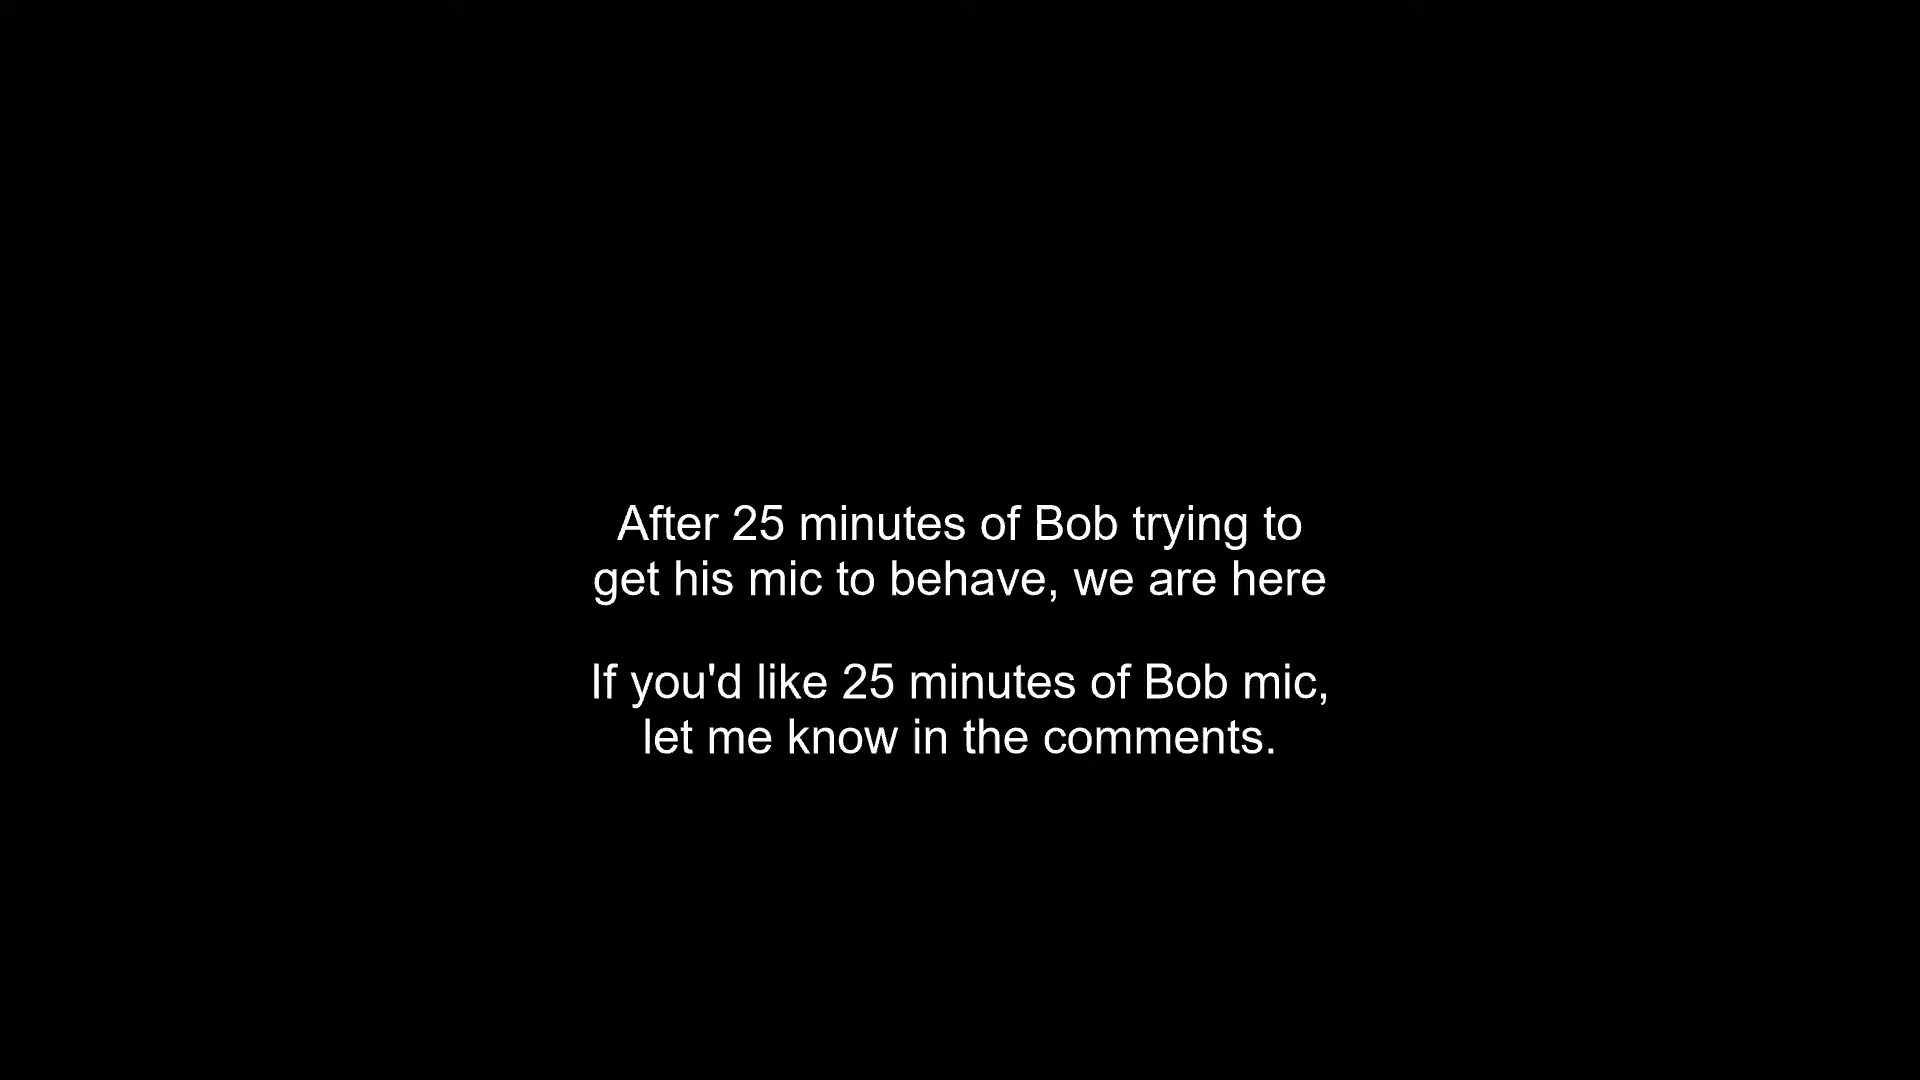 After 25 minutes of Bob trying to
get his mic to behave, we are here
If you'd like 25 minutes of Bob mic,
let me know in the comments.